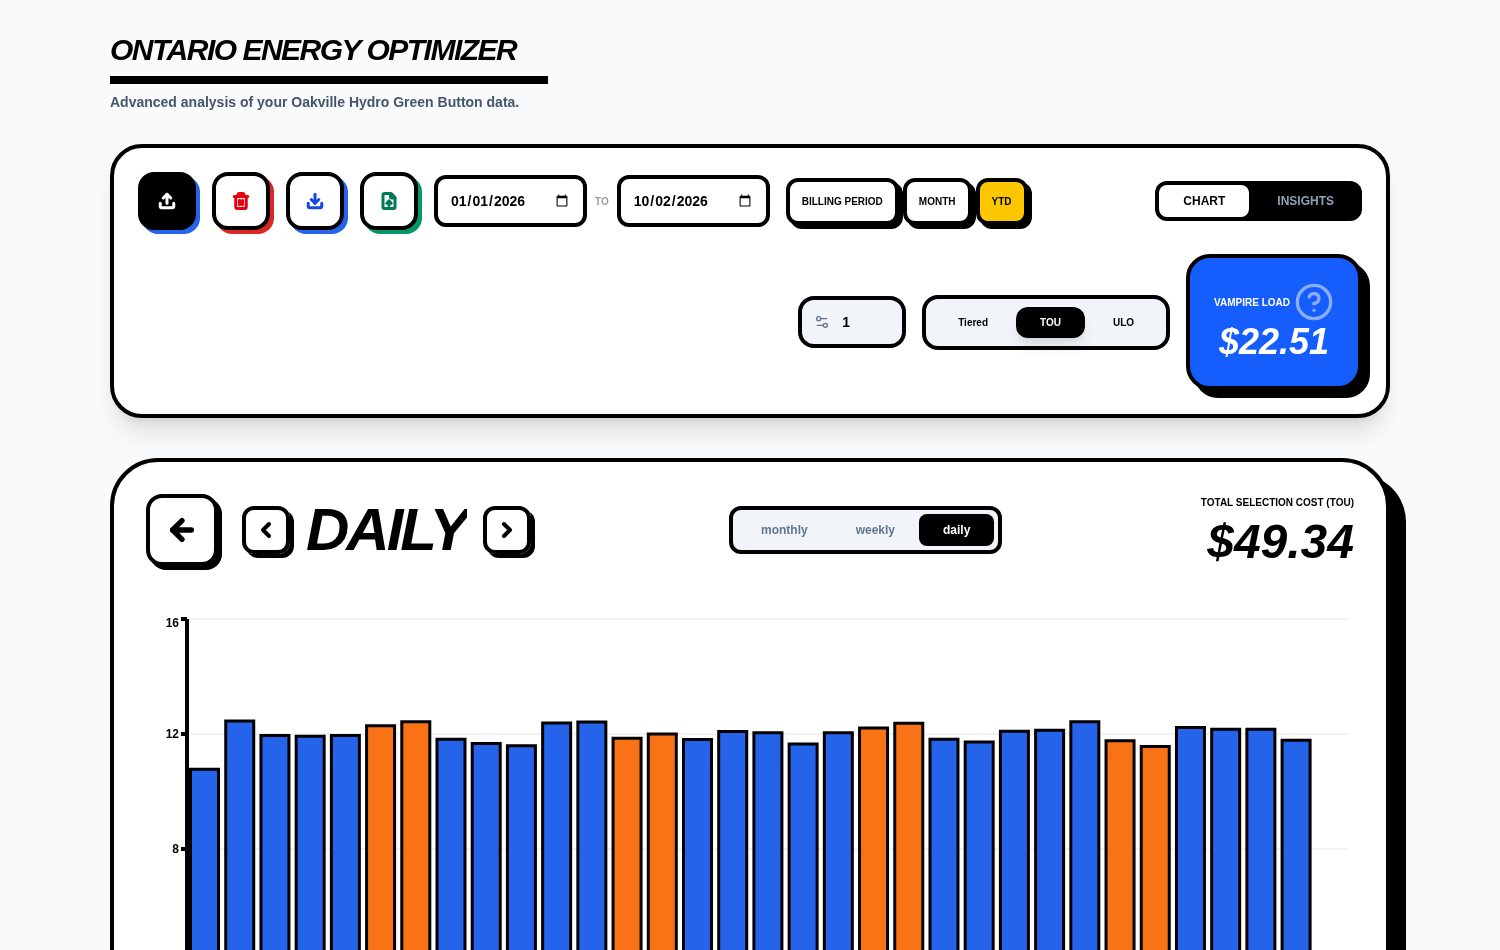 ONTARIO ENERGY OPTIMIZER
Advanced analysis of your Oakville Hydro Green Button data.
01/01/2026 TO 10/02/2026 BILLING PERIOD MONTH YTD CHART INSIGHTS
1 Tiered TOU ULO
VAMPIRE LOAD ?
$22.51
DAILY
monthly weekly daily
TOTAL SELECTION COST (TOU)
$49.34
16
12
8